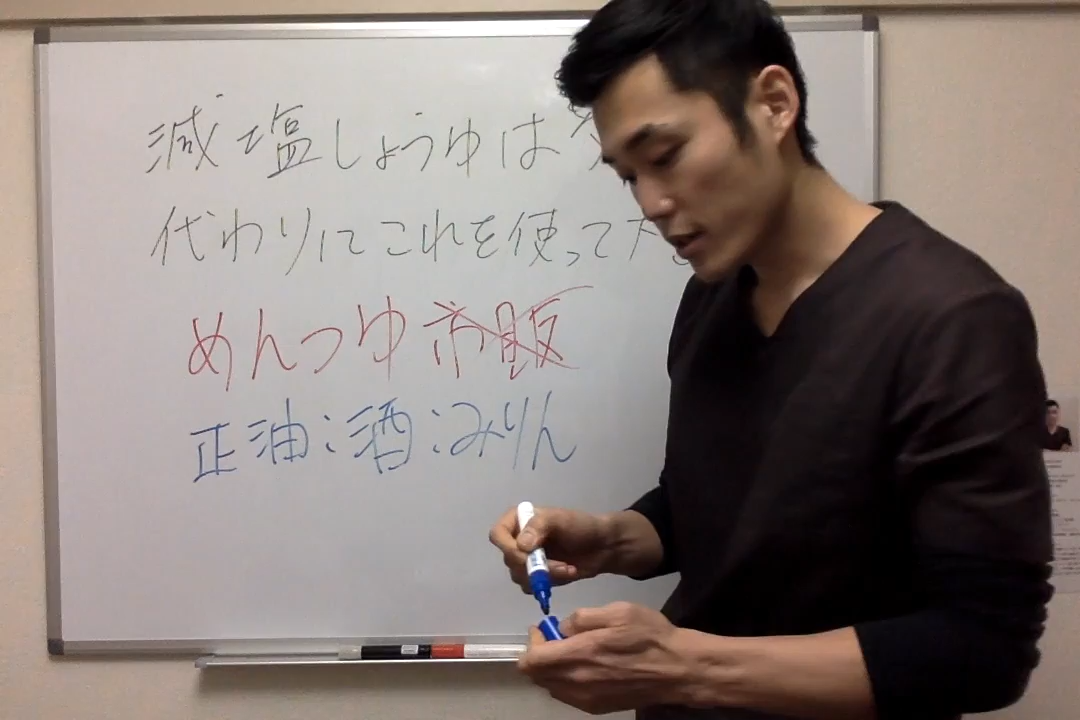 減塩しょうゆは
代わりにこれを使って
めんつゆ市販
正油:酒:みりん